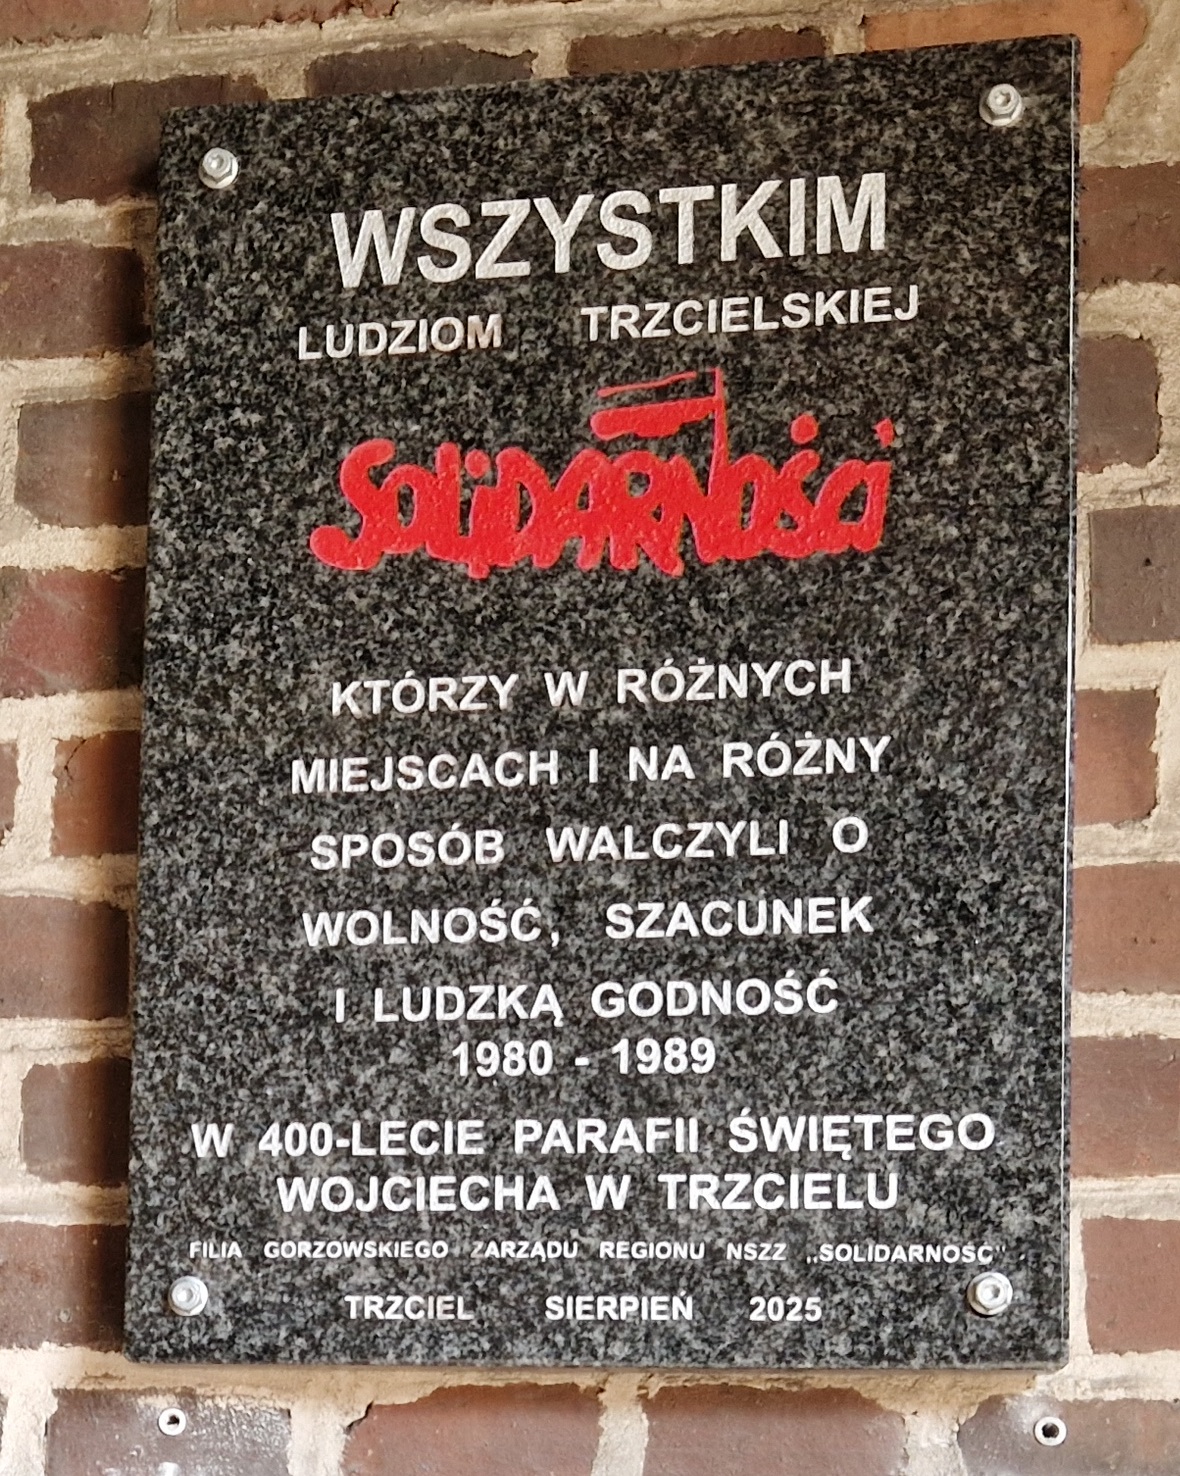 WSZYSTKIM
LUDZIOM TRZCIELSKIEJ
SOLIDARNOŚCI
KTÓRZY W RÓŻNYCH
MIEJSCACH I NA RÓŻNY
SPOSÓB WALCZYLI O
WOLNOŚĆ, SZACUNEK
I LUDZKĄ GODNOŚĆ
1980 - 1989
W 400-LECIE PARAFII ŚWIĘTEGO
WOJCIECHA W TRZCIELU
FILIA GORZOWSKIEGO ZARZĄDU REGIONU NSZZ „SOLIDARNOSC"
TRZCIEL SIERPIEŃ 2025